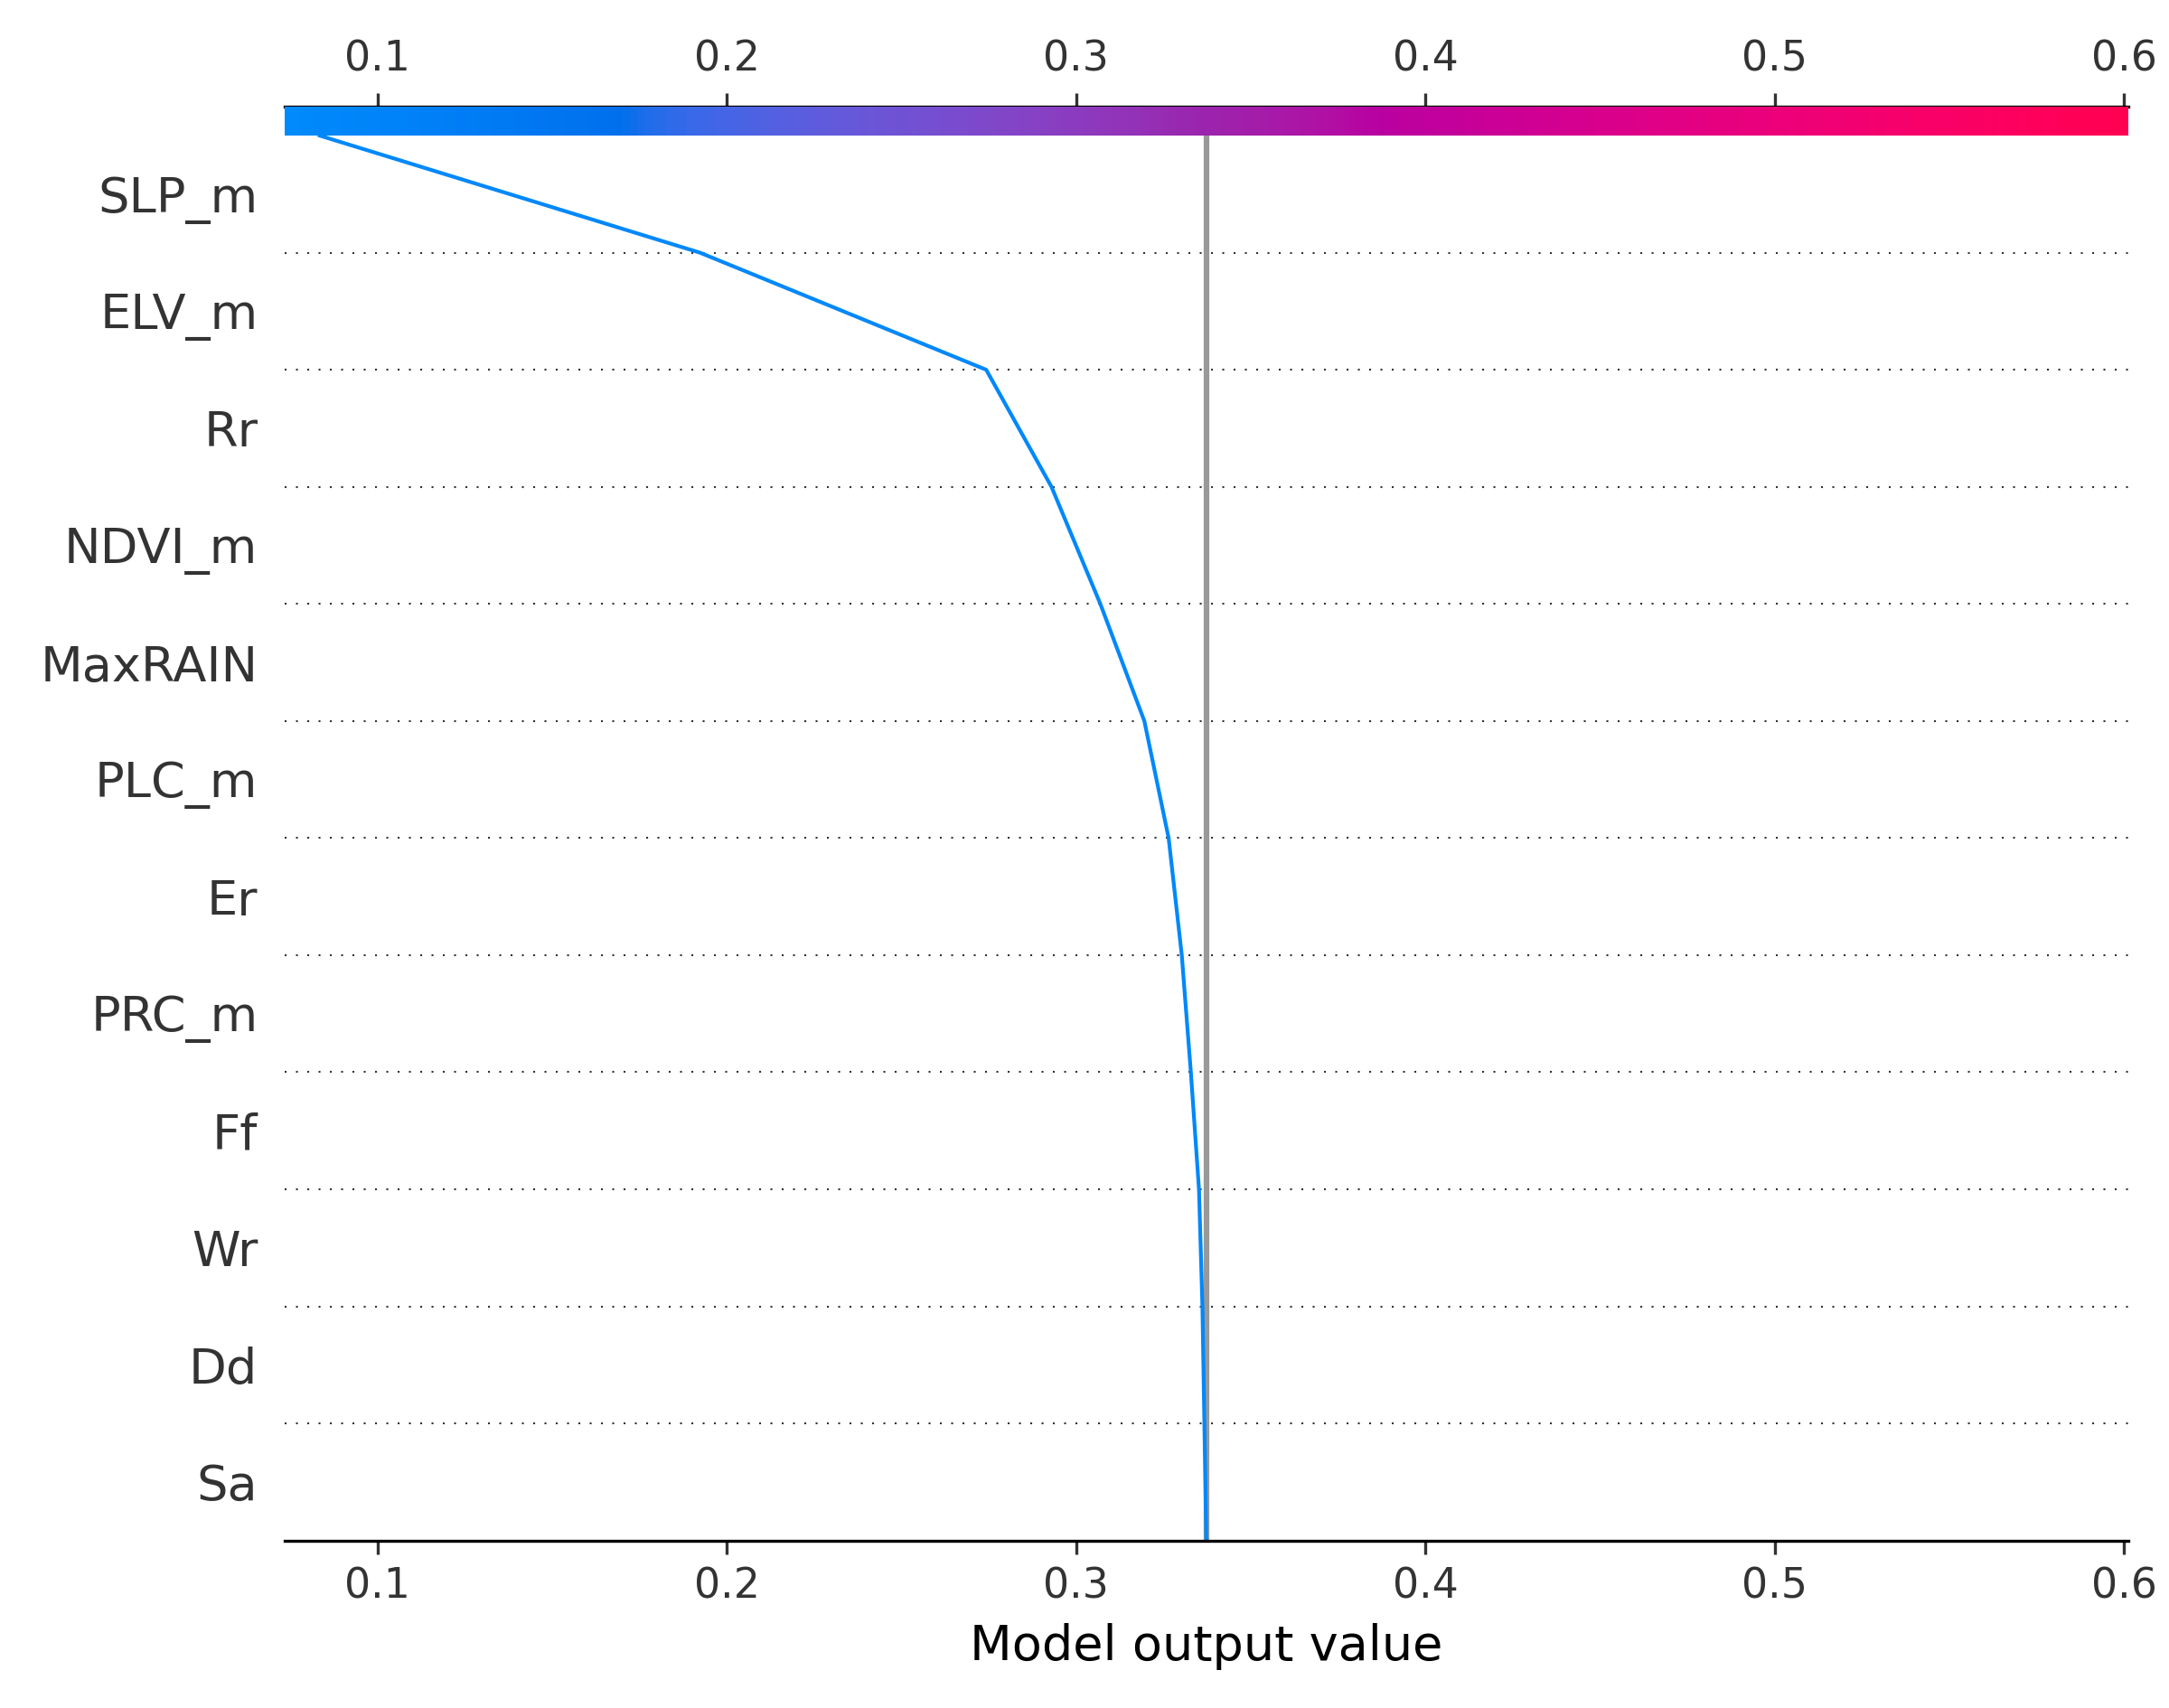 0.1 0.2 0.3 0.4 0.5 0.6
SLP_m
ELV_m
Rr
NDVI_m
MaxRAIN
PLC_m
Er
PRC_m
Ff
Wr
Dd
Sa
0.1 0.2 0.3 0.4 0.5 0.6
Model output value